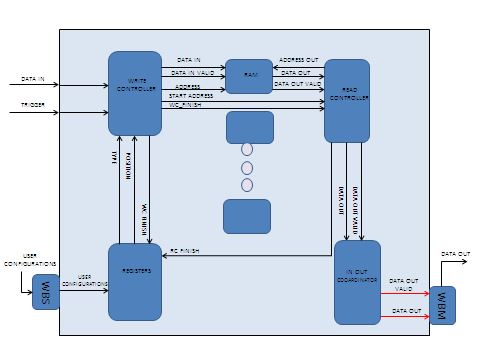 DATA IN
TRIGGER
WRITE
CONTROLLER
DATA IN
DATA IN VALID
ADDRESS
START ADDRESS
WC_FINISH
RAM
ADDRESS OUT
DATA OUT
DATA OUT VALID
READ
CONTROLLER
TYPE
POSITION
WC FINISH
DATA OUT
DATA OUT VALID
RC FINISH
USER
CONFIGURATIONS
WBS
USER
CONFIGURATIONS
REGISTERS
IN OUT
COORDINATOR
DATA OUT
VALID
DATA OUT
WBM
DATA OUT